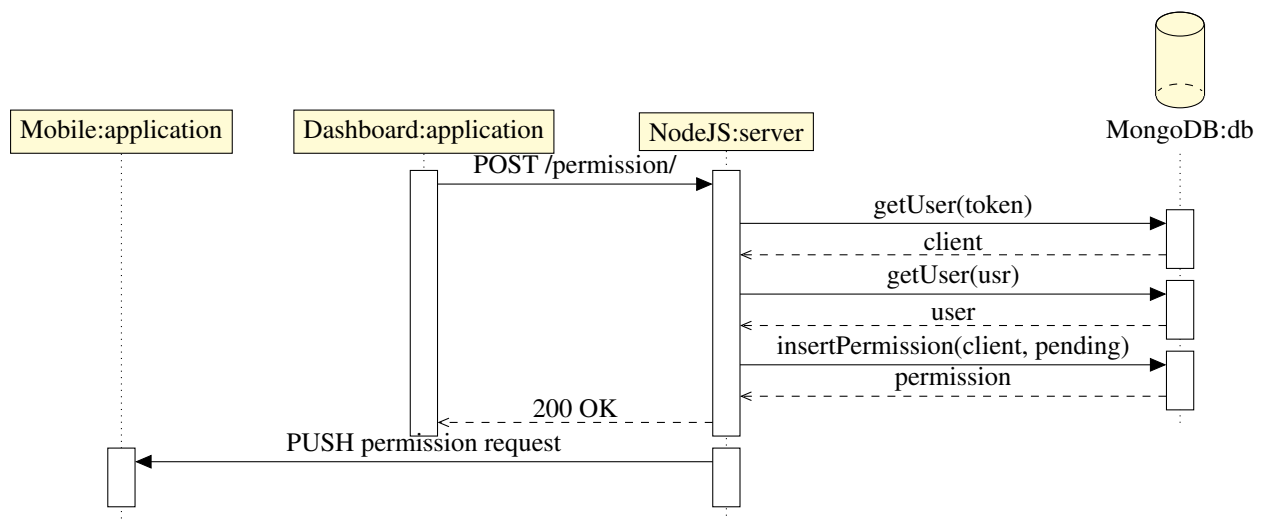 Mobile:application
Dashboard:application
NodeJS:server
MongoDB:db
POST /permission/
getUser(token)
client
getUser(usr)
user
insertPermission(client, pending)
permission
200 OK
PUSH permission request